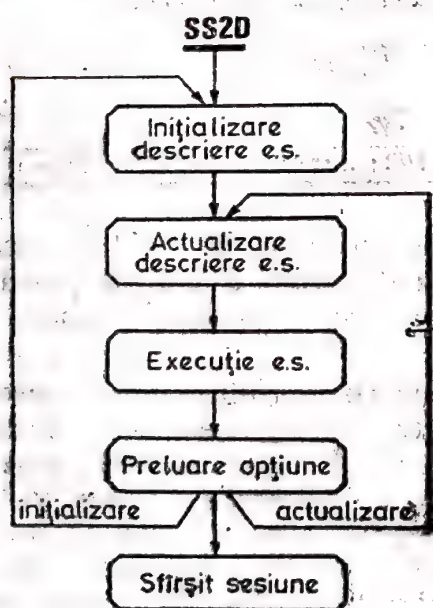 SS2D
Iniţializare
descriere e.s.
Actualizare
descriere e.s.
Execuţie e.s.
Preluare opţiune
iniţializare
actualizare
Sfîrşit sesiune